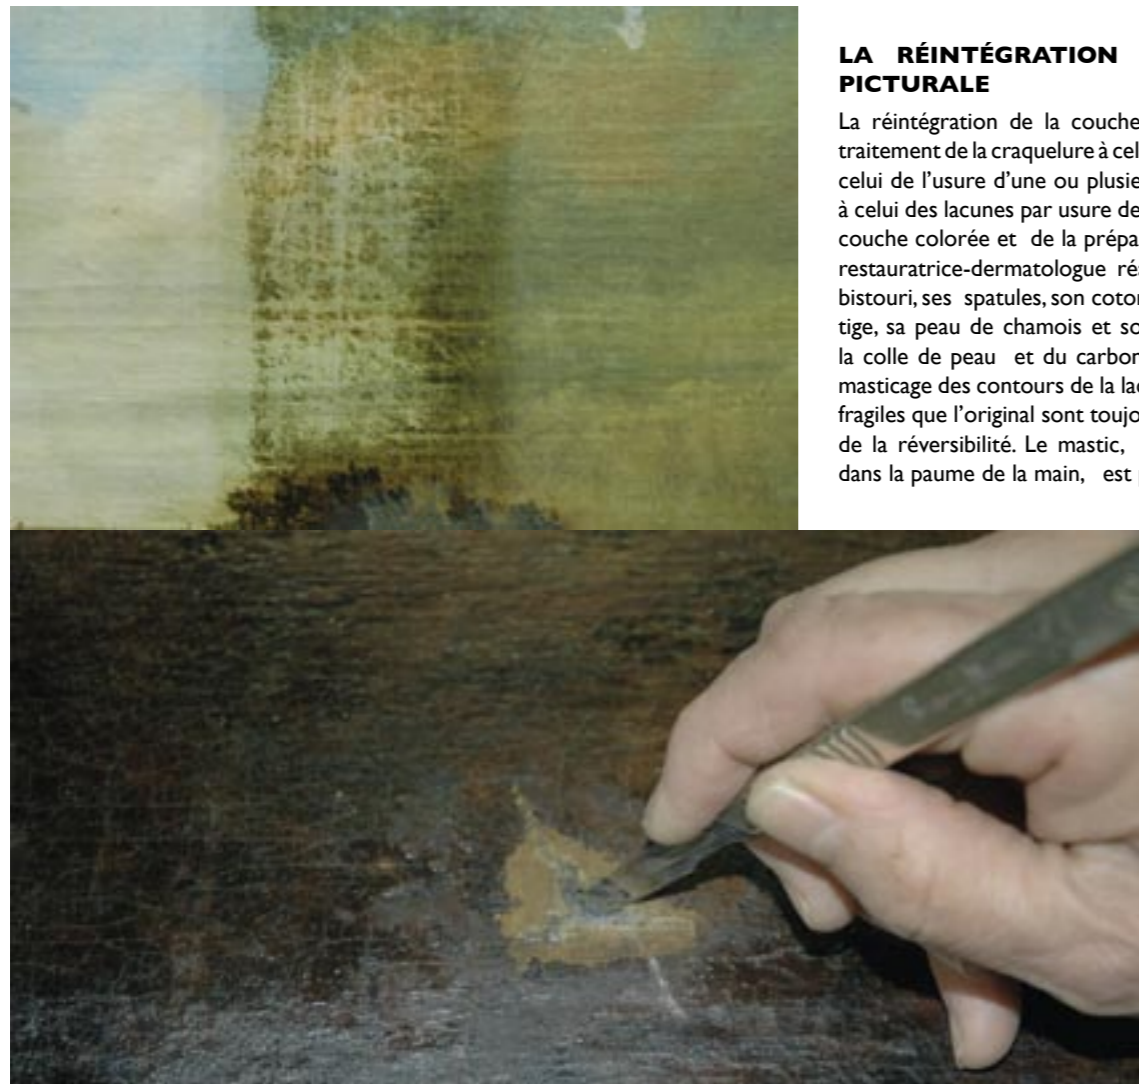 LA RÉINTÉGRATION
PICTURALE
La réintégration de la couche
traitement de la craquelure à cel
celui de l’usure d’une ou plusie
à celui des lacunes par usure de
couche colorée et de la prépa
restauratrice-dermatologue ré
bistouri, ses spatules, son coton
tige, sa peau de chamois et so
la colle de peau et du carbon
masticage des contours de la la
fragiles que l’original sont toujo
de la réversibilité. Le mastic,
dans la paume de la main, est